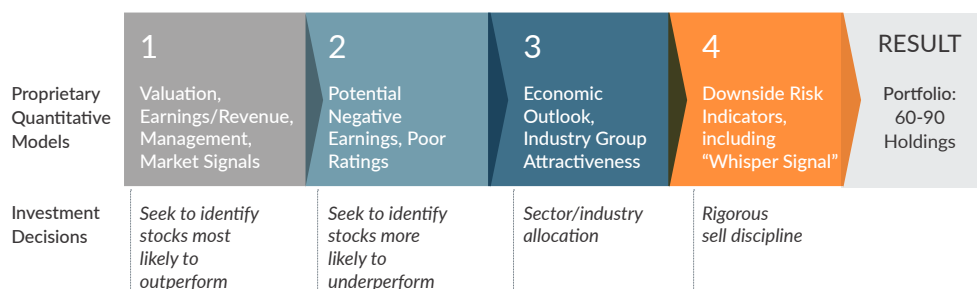 1
Valuation,
Earnings/Revenue,
Management,
Market Signals
2
Potential
Negative
Earnings, Poor
Ratings
3
Economic
Outlook,
Industry Group
Attractiveness
4
Downside Risk
Indicators,
including
“Whisper Signal”
RESULT
Portfolio:
60-90
Holdings
Proprietary
Quantitative
Models
Investment
Decisions
Seek to identify
stocks most
likely to
outperform
Seek to identify
stocks more
likely to
underperform
Sector/industry
allocation
Rigorous
sell discipline